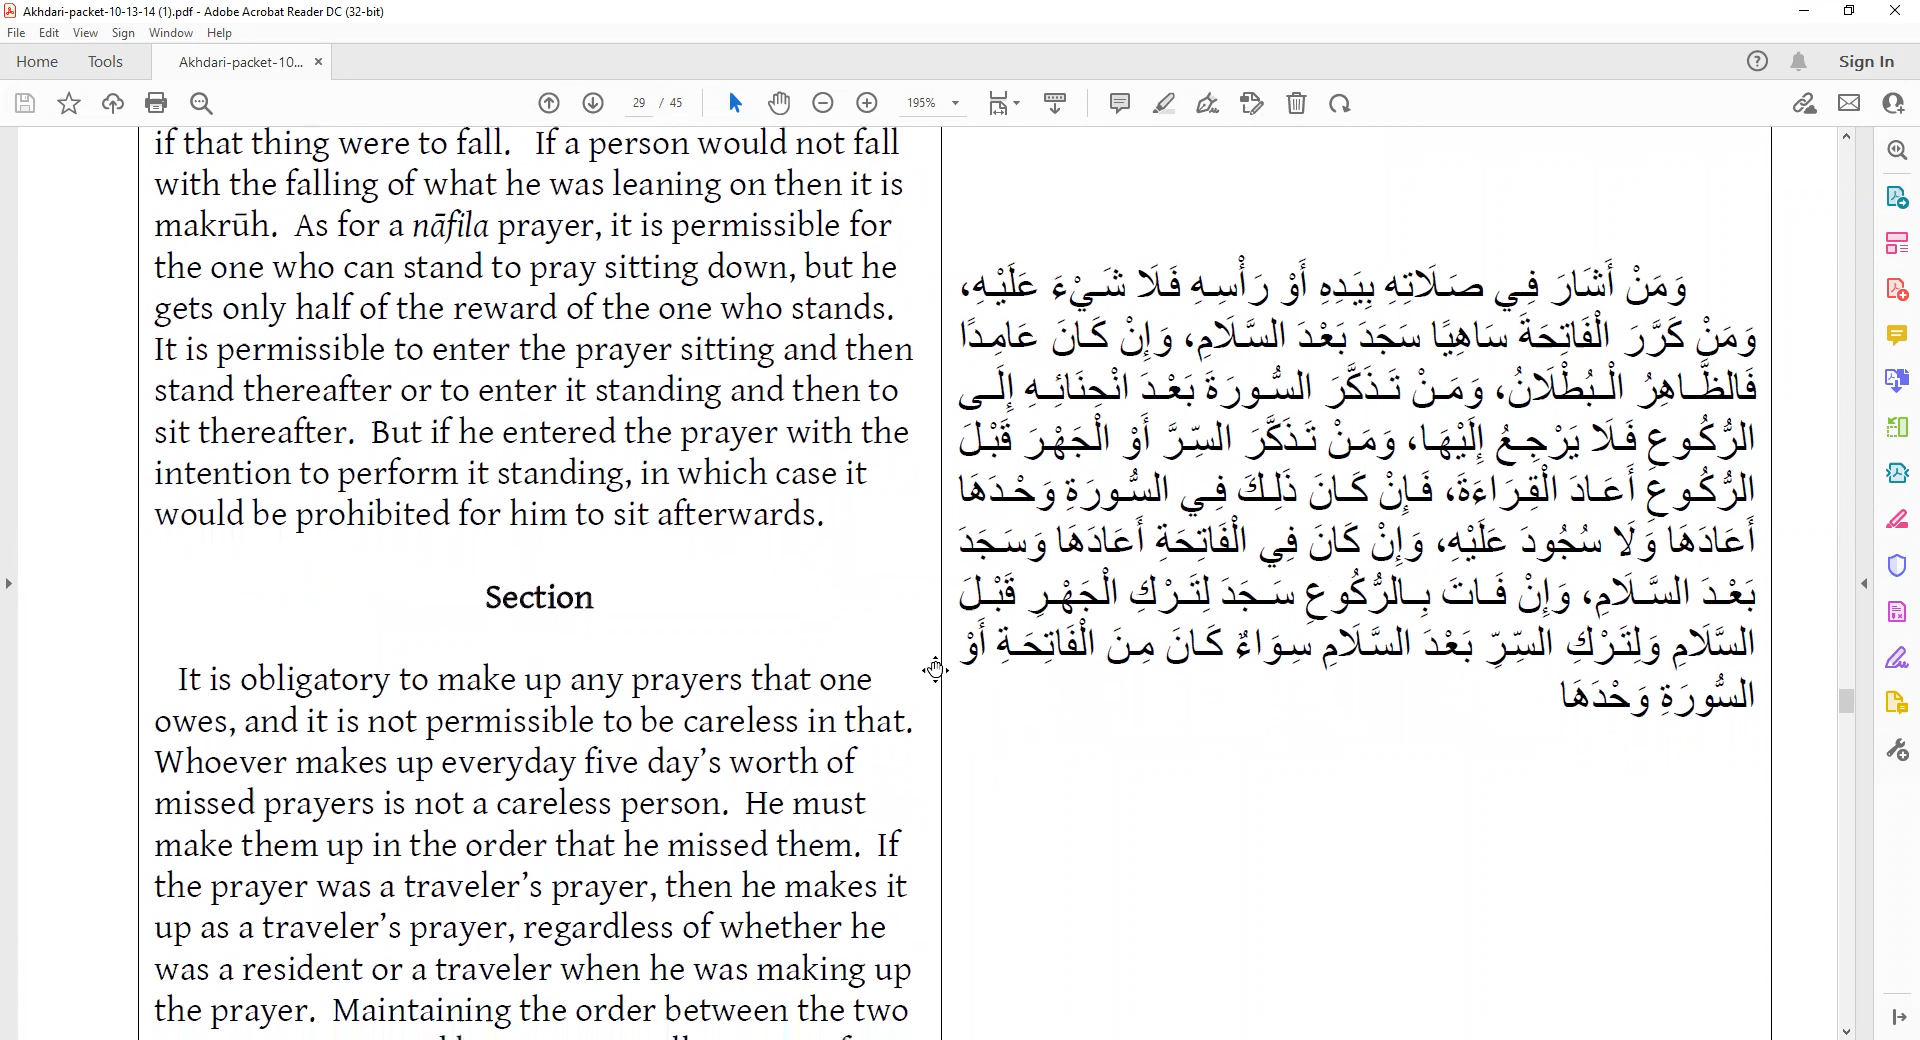 Akhdari-packet-10-13-14 (1).pdf - Adobe Acrobat Reader DC (32-bit)
File Edit View Sign Window Help
Home Tools Akhdari-packet-10... × Sign In
29 / 45 195%
if that thing were to fall. If a person would not fall
with the falling of what he was leaning on then it is
makrūh. As for a nāfila prayer, it is permissible for
the one who can stand to pray sitting down, but he
gets only half of the reward of the one who stands.
It is permissible to enter the prayer sitting and then
stand thereafter or to enter it standing and then to
sit thereafter. But if he entered the prayer with the
intention to perform it standing, in which case it
would be prohibited for him to sit afterwards.
Section
It is obligatory to make up any prayers that one
owes, and it is not permissible to be careless in that.
Whoever makes up everyday five day’s worth of
missed prayers is not a careless person. He must
make them up in the order that he missed them. If
the prayer was a traveler’s prayer, then he makes it
up as a traveler’s prayer, regardless of whether he
was a resident or a traveler when he was making up
the prayer. Maintaining the order between the two
وَمَنْ أَشَارَ فِي صَلَاتِهِ بِيَدِهِ أَوْ رَأْسِهِ فَلَا شَيْءَ عَلَيْهِ،
وَمَنْ كَرَّرَ الْفَاتِحَةَ سَاهِيًا سَجَدَ بَعْدَ السَّلَامِ، وَإِنْ كَانَ عَامِدًا
فَالظَّاهِرُ الْبُطْلَانُ، وَمَنْ تَذَكَّرَ السُّورَةَ بَعْدَ انْحِنَائِهِ إِلَى
الرُّكُوعِ فَلَا يَرْجِعُ إِلَيْهَا، وَمَنْ تَذَكَّرَ السِّرَّ أَوْ الْجَهْرَ قَبْلَ
الرُّكُوعِ أَعَادَ الْقِرَاءَةَ، فَإِنْ كَانَ ذَلِكَ فِي السُّورَةِ وَحْدَهَا
أَعَادَهَا وَلَا سُجُودَ عَلَيْهِ، وَإِنْ كَانَ فِي الْفَاتِحَةِ أَعَادَهَا وَسَجَدَ
بَعْدَ السَّلَامِ، وَإِنْ فَاتَ بِالرُّكُوعِ سَجَدَ لِتَرْكِ الْجَهْرِ قَبْلَ
السَّلَامِ وَلِتَرْكِ السِّرِّ بَعْدَ السَّلَامِ سِوَاءٌ كَانَ مِنَ الْفَاتِحَةِ أَوْ
السُّورَةِ وَحْدَهَا